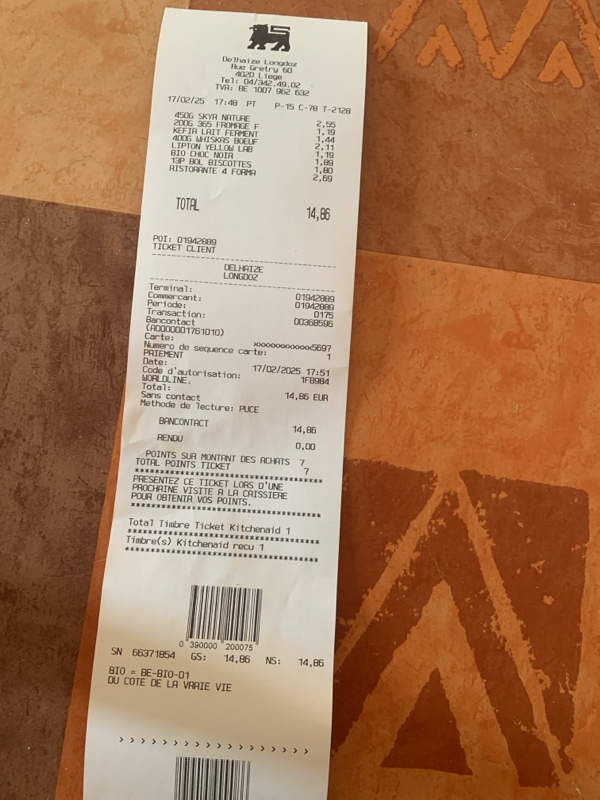 Delhaize Longdoz
Rue Gretry 60
4020 Liege
Tel: 04/342.49.02
TVA: BE 1007 962 632
17/02/25 17:48 PT P-15 C-78 T-2128
450G SKYR NATURE 2,55
200G 365 FROMAGE F 1,19
KEFIR LAIT FERMENT 1,44
400G WHISKAS BOEUF 2,11
LIPTON YELLOW LAB 1,19
BIO CHOC NOIR 1,89
13P BOL BISCOTTES 1,80
RISTORANTE 4 FORMA 2,69
TOTAL 14,86
POI: 01942889
TICKET CLIENT
DELHAIZE
LONGDOZ
Terminal: 01942889
Commercant: 01942889
Periode: 0175
Transaction: 00368596
Bancontact
(A0000001761010)
Carte: xxxxxxxxxxxx5697
Numero de sequence carte: 1
PAIEMENT
Date: 17/02/2025 17:51
Code d'autorisation: 1F8984
WORLDLINE.
Total: 14,86 EUR
Sans contact
Methode de lecture: PUCE
BANCONTACT 14,86
RENDU 0,00
POINTS SUR MONTANT DES ACHATS 7
TOTAL POINTS TICKET 7
************************************
PRESENTEZ CE TICKET LORS D'UNE
PROCHAINE VISITE A LA CAISSIERE
POUR OBTENIR VOS POINTS.
************************************
Total Timbre Ticket Kitchenaid 1
************************************
Timbre(s) Kitchenaid recu 1
************************************
0 390000 200075
SN 66371854 GS: 14,86 NS: 14,86
BIO = BE-BIO-01
DU COTE DE LA VRAIE VIE
> > > > > > > > > > > > > > > > >